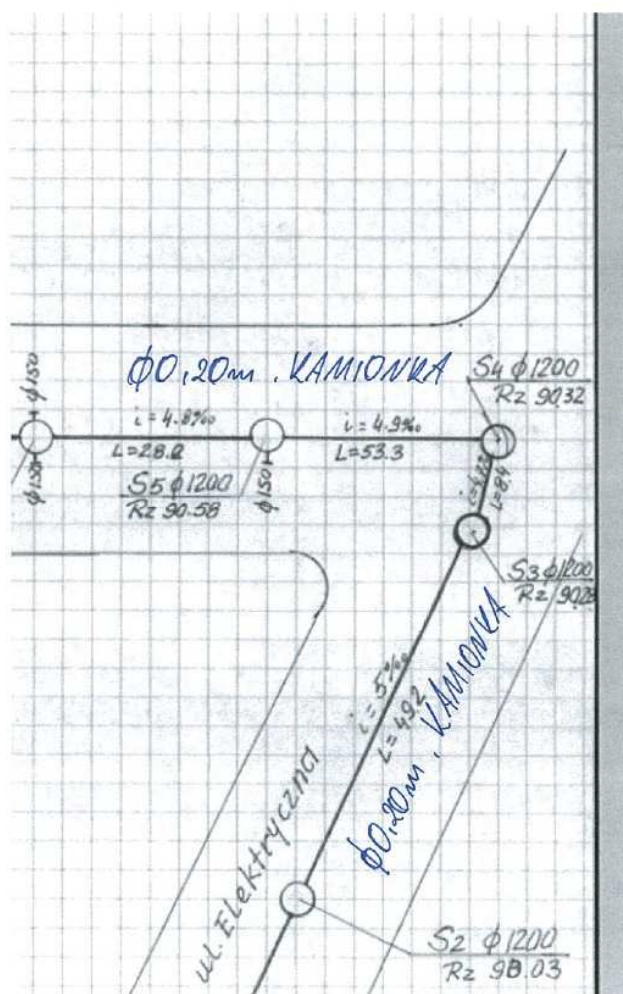 φ0,20m. KAMIONKA
S4 φ1200
Rz 90.32
φ150
i = 4.8‰
i = 4.9‰
L=28.2
L=53.3
S5 φ1200
Rz 90.58
φ150
φ150
L=8.4
S3 φ1200
Rz 90.28
i = 5‰
L=49.2
φ0,20m. KAMIONKA
ul. Elektryczna
S2 φ1200
Rz 90.03